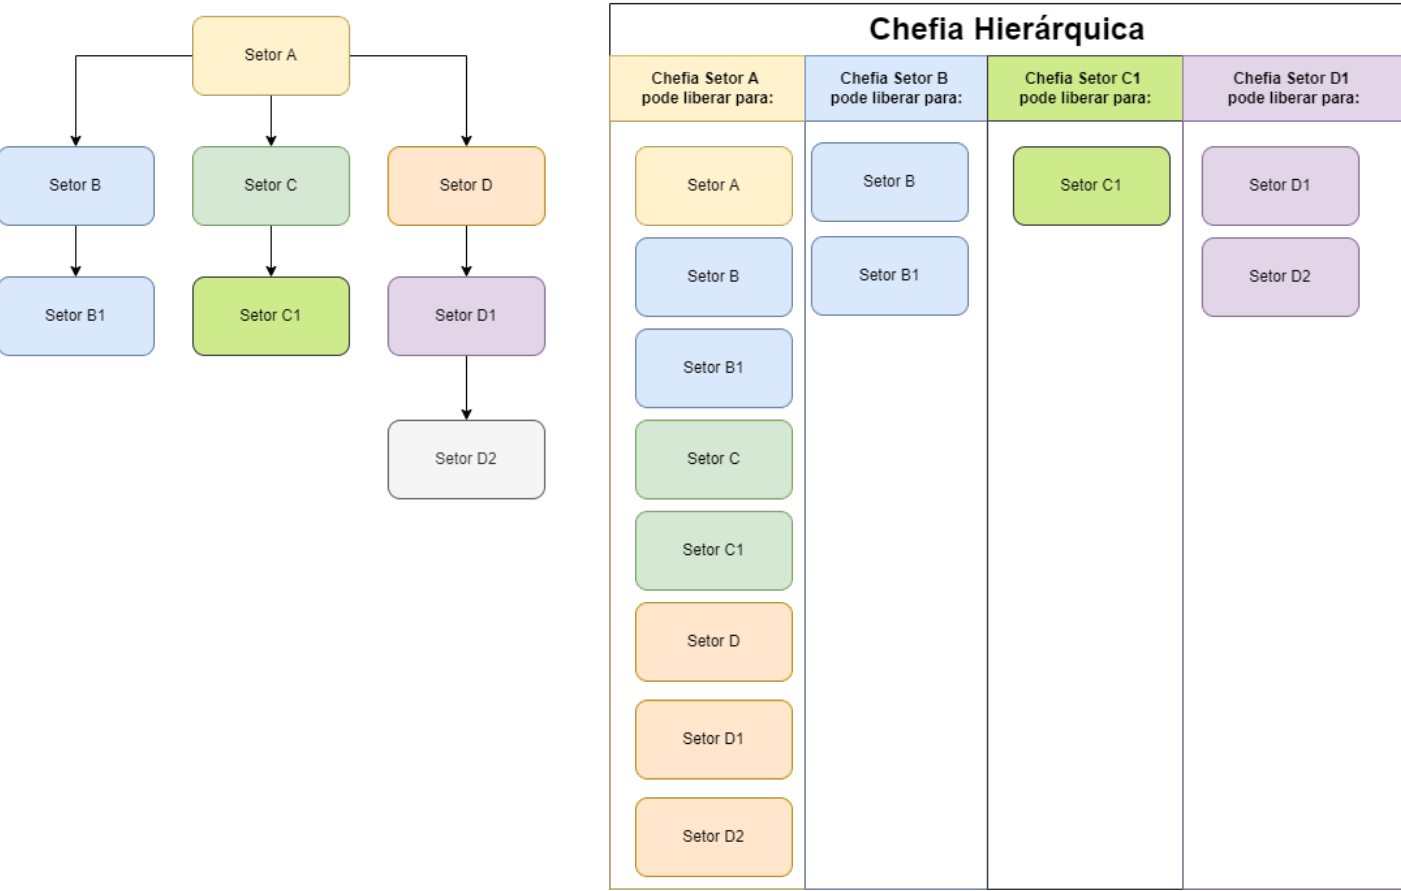 Setor A
Setor B
Setor C
Setor D
Setor B1
Setor C1
Setor D1
Setor D2
Chefia Hierárquica
Chefia Setor A
pode liberar para:
Setor A
Setor B
Setor B1
Setor C
Setor C1
Setor D
Setor D1
Setor D2
Chefia Setor B
pode liberar para:
Setor B
Setor B1
Chefia Setor C1
pode liberar para:
Setor C1
Chefia Setor D1
pode liberar para:
Setor D1
Setor D2